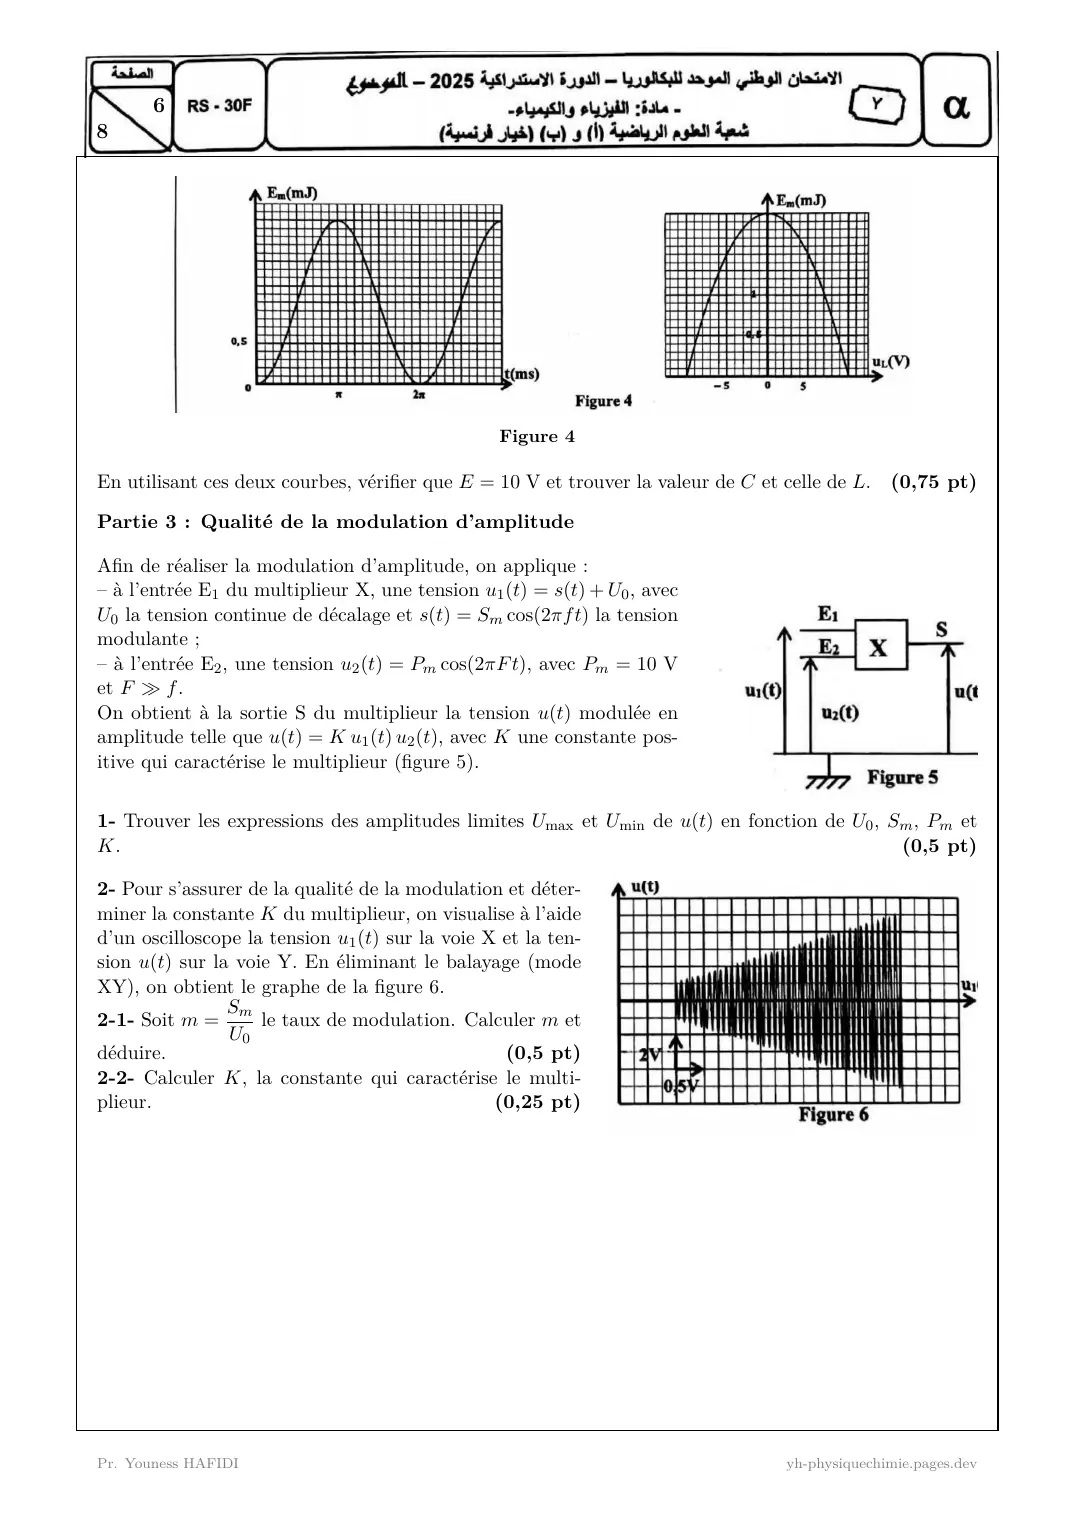 الصفحة
6
8
RS - 30F
الامتحان الوطني الموحد للبكالوريا – الدورة الاستدراكية 2025 – الموضوع
- مادة: الفيزياء والكيمياء-
شعبة العلوم الرياضية (أ) و (ب) (خيار فرنسية)
α
Eₘ(mJ)
0,5
0
π
2π
t(ms)
Eₘ(mJ)
1
0,5
-5
0
5
u_L(V)
Figure 4
Figure 4
En utilisant ces deux courbes, vérifier que E = 10 V et trouver la valeur de C et celle de L. (0,75 pt)
Partie 3 : Qualité de la modulation d'amplitude
Afin de réaliser la modulation d'amplitude, on applique :
– à l'entrée E₁ du multiplieur X, une tension u₁(t) = s(t) + U₀, avec
U₀ la tension continue de décalage et s(t) = Sₘ cos(2πft) la tension
modulante ;
– à l'entrée E₂, une tension u₂(t) = Pₘ cos(2πFt), avec Pₘ = 10 V
et F ≫ f.
On obtient à la sortie S du multiplieur la tension u(t) modulée en
amplitude telle que u(t) = K u₁(t) u₂(t), avec K une constante pos-
itive qui caractérise le multiplieur (figure 5).
E₁
E₂
X
S
u₁(t)
u₂(t)
u(t
Figure 5
1- Trouver les expressions des amplitudes limites U_max et U_min de u(t) en fonction de U₀, Sₘ, Pₘ et
K. (0,5 pt)
2- Pour s'assurer de la qualité de la modulation et déter-
miner la constante K du multiplieur, on visualise à l'aide
d'un oscilloscope la tension u₁(t) sur la voie X et la ten-
sion u(t) sur la voie Y. En éliminant le balayage (mode
XY), on obtient le graphe de la figure 6.
2-1- Soit m = Sₘ/U₀ le taux de modulation. Calculer m et
déduire. (0,5 pt)
2-2- Calculer K, la constante qui caractérise le multi-
plieur. (0,25 pt)
u(t)
u₁
2V
0,5V
Figure 6
Pr. Youness HAFIDI
yh-physiquechimie.pages.dev